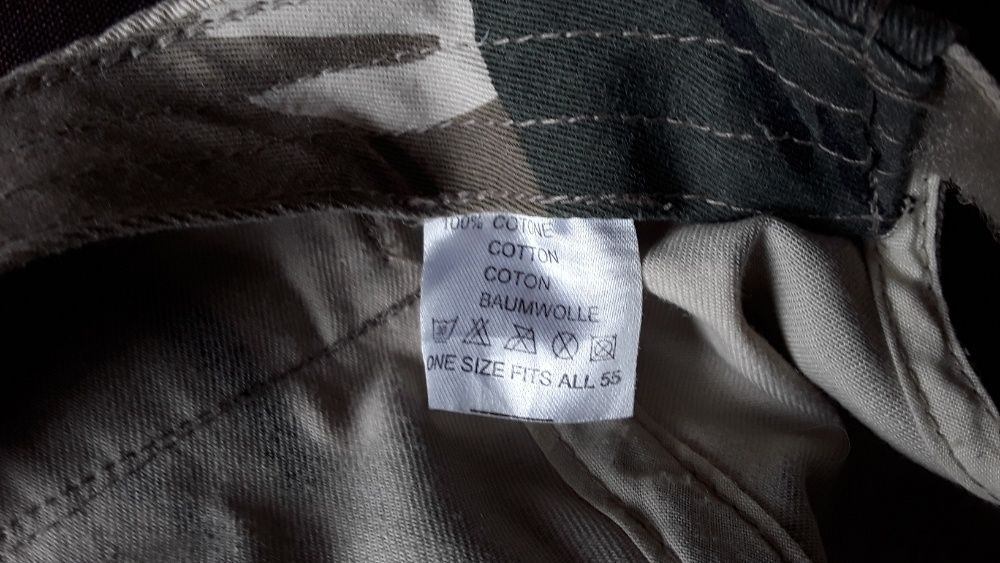 100% COTONE
COTTON
COTON
BAUMWOLLE
ONE SIZE FITS ALL 55